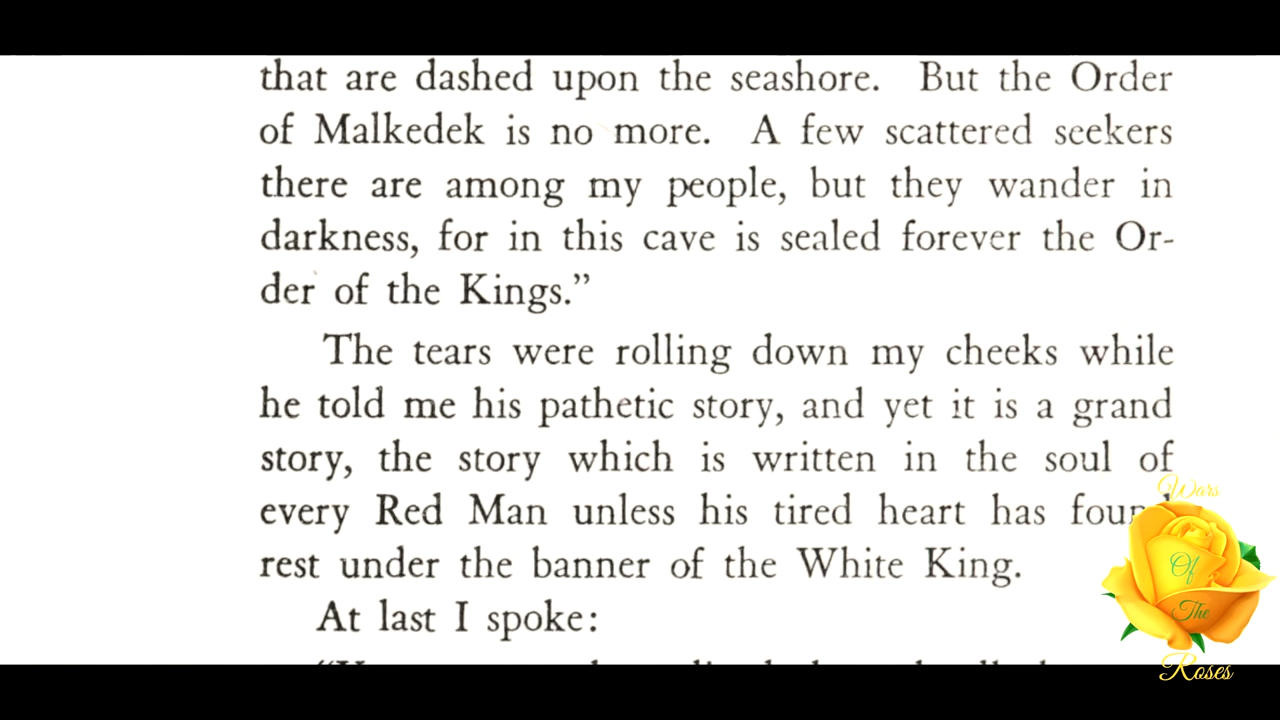 that are dashed upon the seashore. But the Order
of Malkedek is no more. A few scattered seekers
there are among my people, but they wander in
darkness, for in this cave is sealed forever the Or-
der of the Kings.”
The tears were rolling down my cheeks while
he told me his pathetic story, and yet it is a grand
story, the story which is written in the soul of
every Red Man unless his tired heart has found
rest under the banner of the White King.
At last I spoke:
Wars
Of
The
Roses